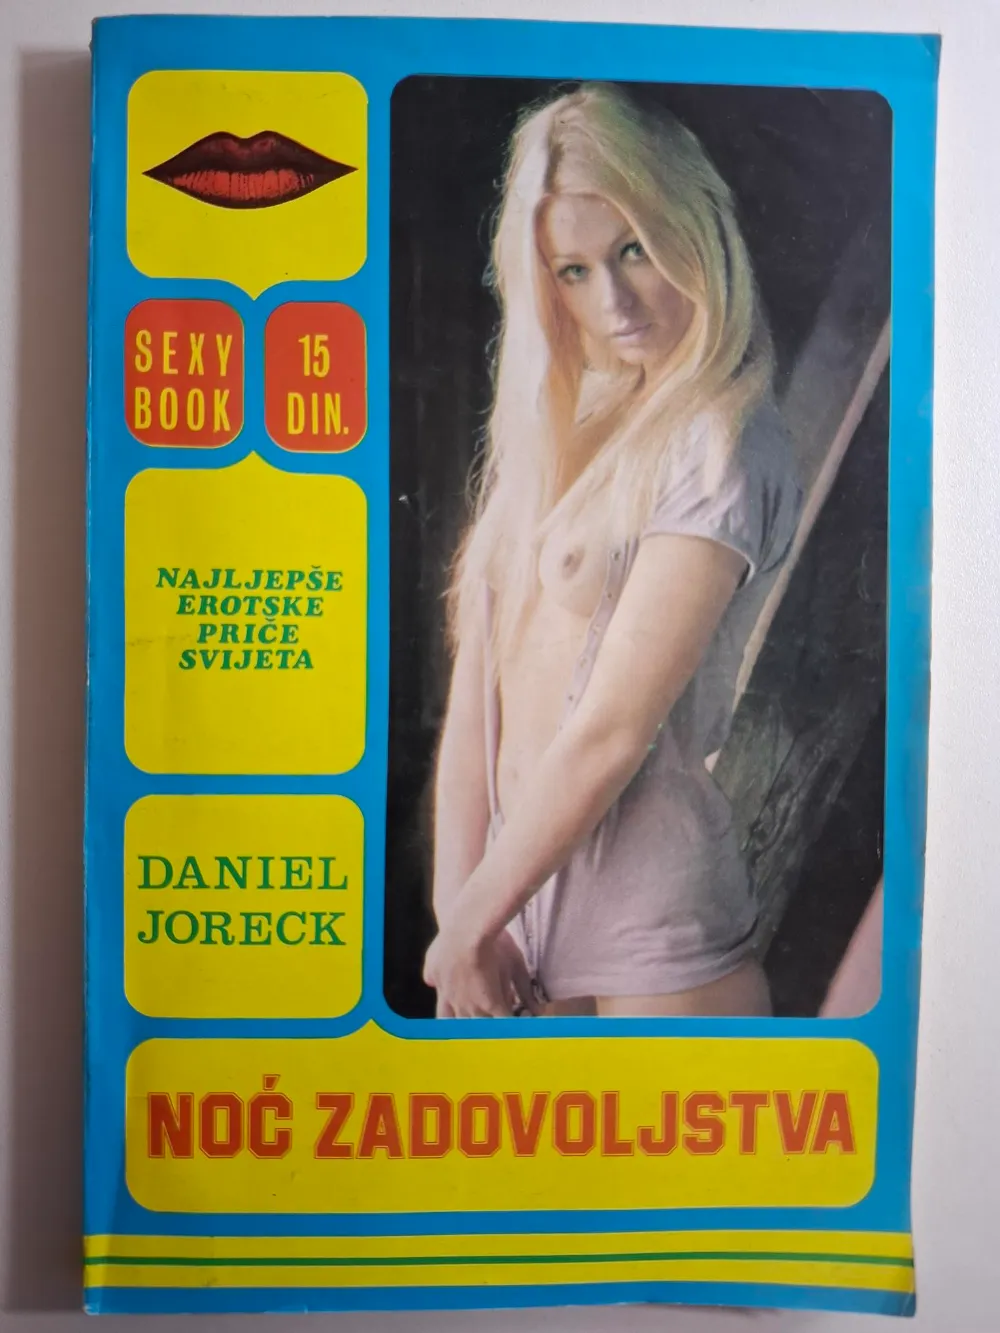 SEXY
BOOK
15
DIN.
NAJLJEPŠE
EROTSKE
PRIČE
SVIJETA
DANIEL
JORECK
NOĆ ZADOVOLJSTVA